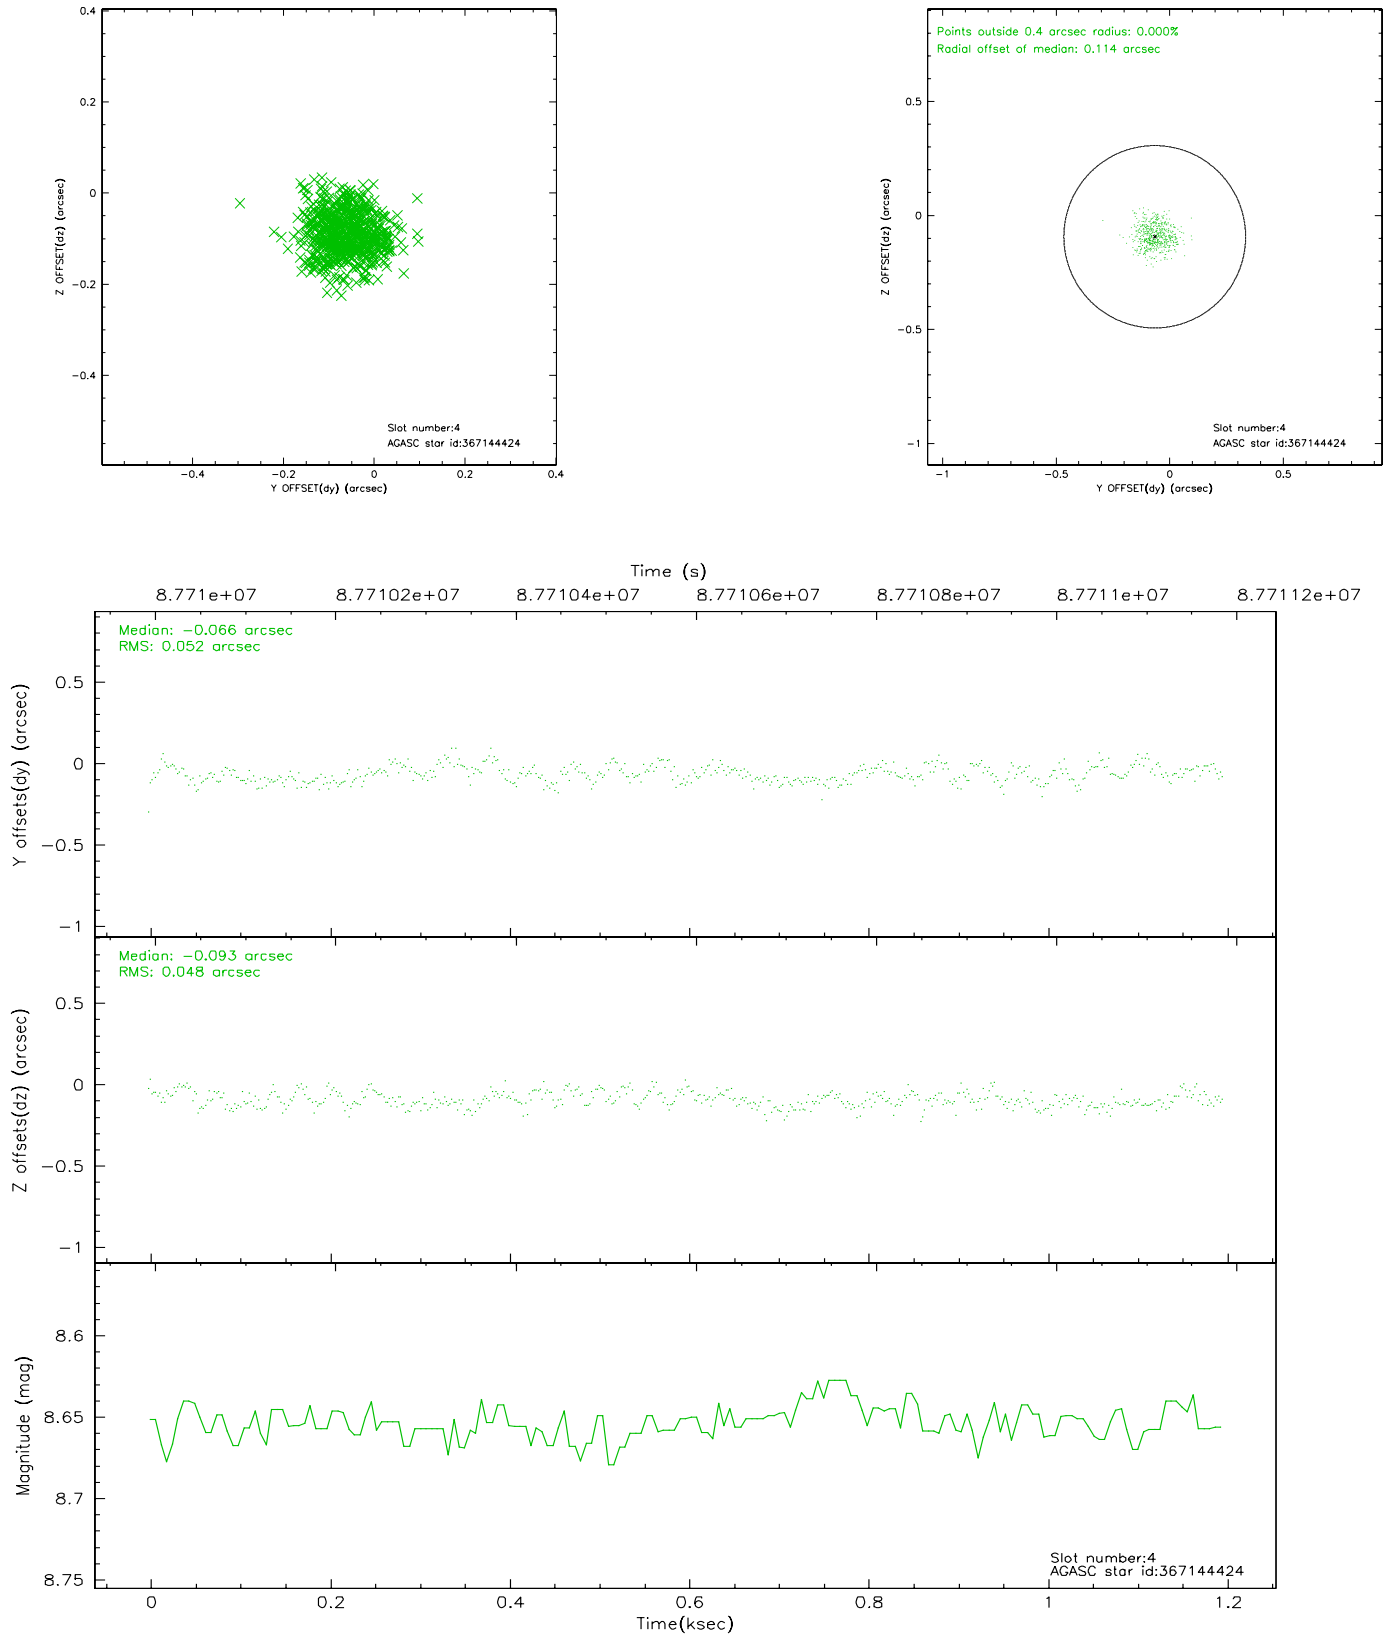 0.4
0.2
0
−0.2
−0.4
Z OFFSET(dz) (arcsec)
Slot number:4
AGASC star id:367144424
−0.4 −0.2 0 0.2 0.4
Y OFFSET(dy) (arcsec)
Points outside 0.4 arcsec radius: 0.000%
Radial offset of median: 0.114 arcsec
0.5
0
−0.5
−1
Z OFFSET(dz) (arcsec)
Slot number:4
AGASC star id:367144424
−1 −0.5 0 0.5
Y OFFSET(dy) (arcsec)
Time (s)
8.771e+07 8.77102e+07 8.77104e+07 8.77106e+07 8.77108e+07 8.7711e+07 8.77112e+07
Median: −0.066 arcsec
RMS: 0.052 arcsec
0.5
0
−0.5
−1
Y offsets(dy) (arcsec)
Median: −0.093 arcsec
RMS: 0.048 arcsec
0.5
0
−0.5
−1
Z offsets(dz) (arcsec)
8.6
8.65
8.7
8.75
Magnitude (mag)
Slot number:4
AGASC star id:367144424
0 0.2 0.4 0.6 0.8 1 1.2
Time(ksec)